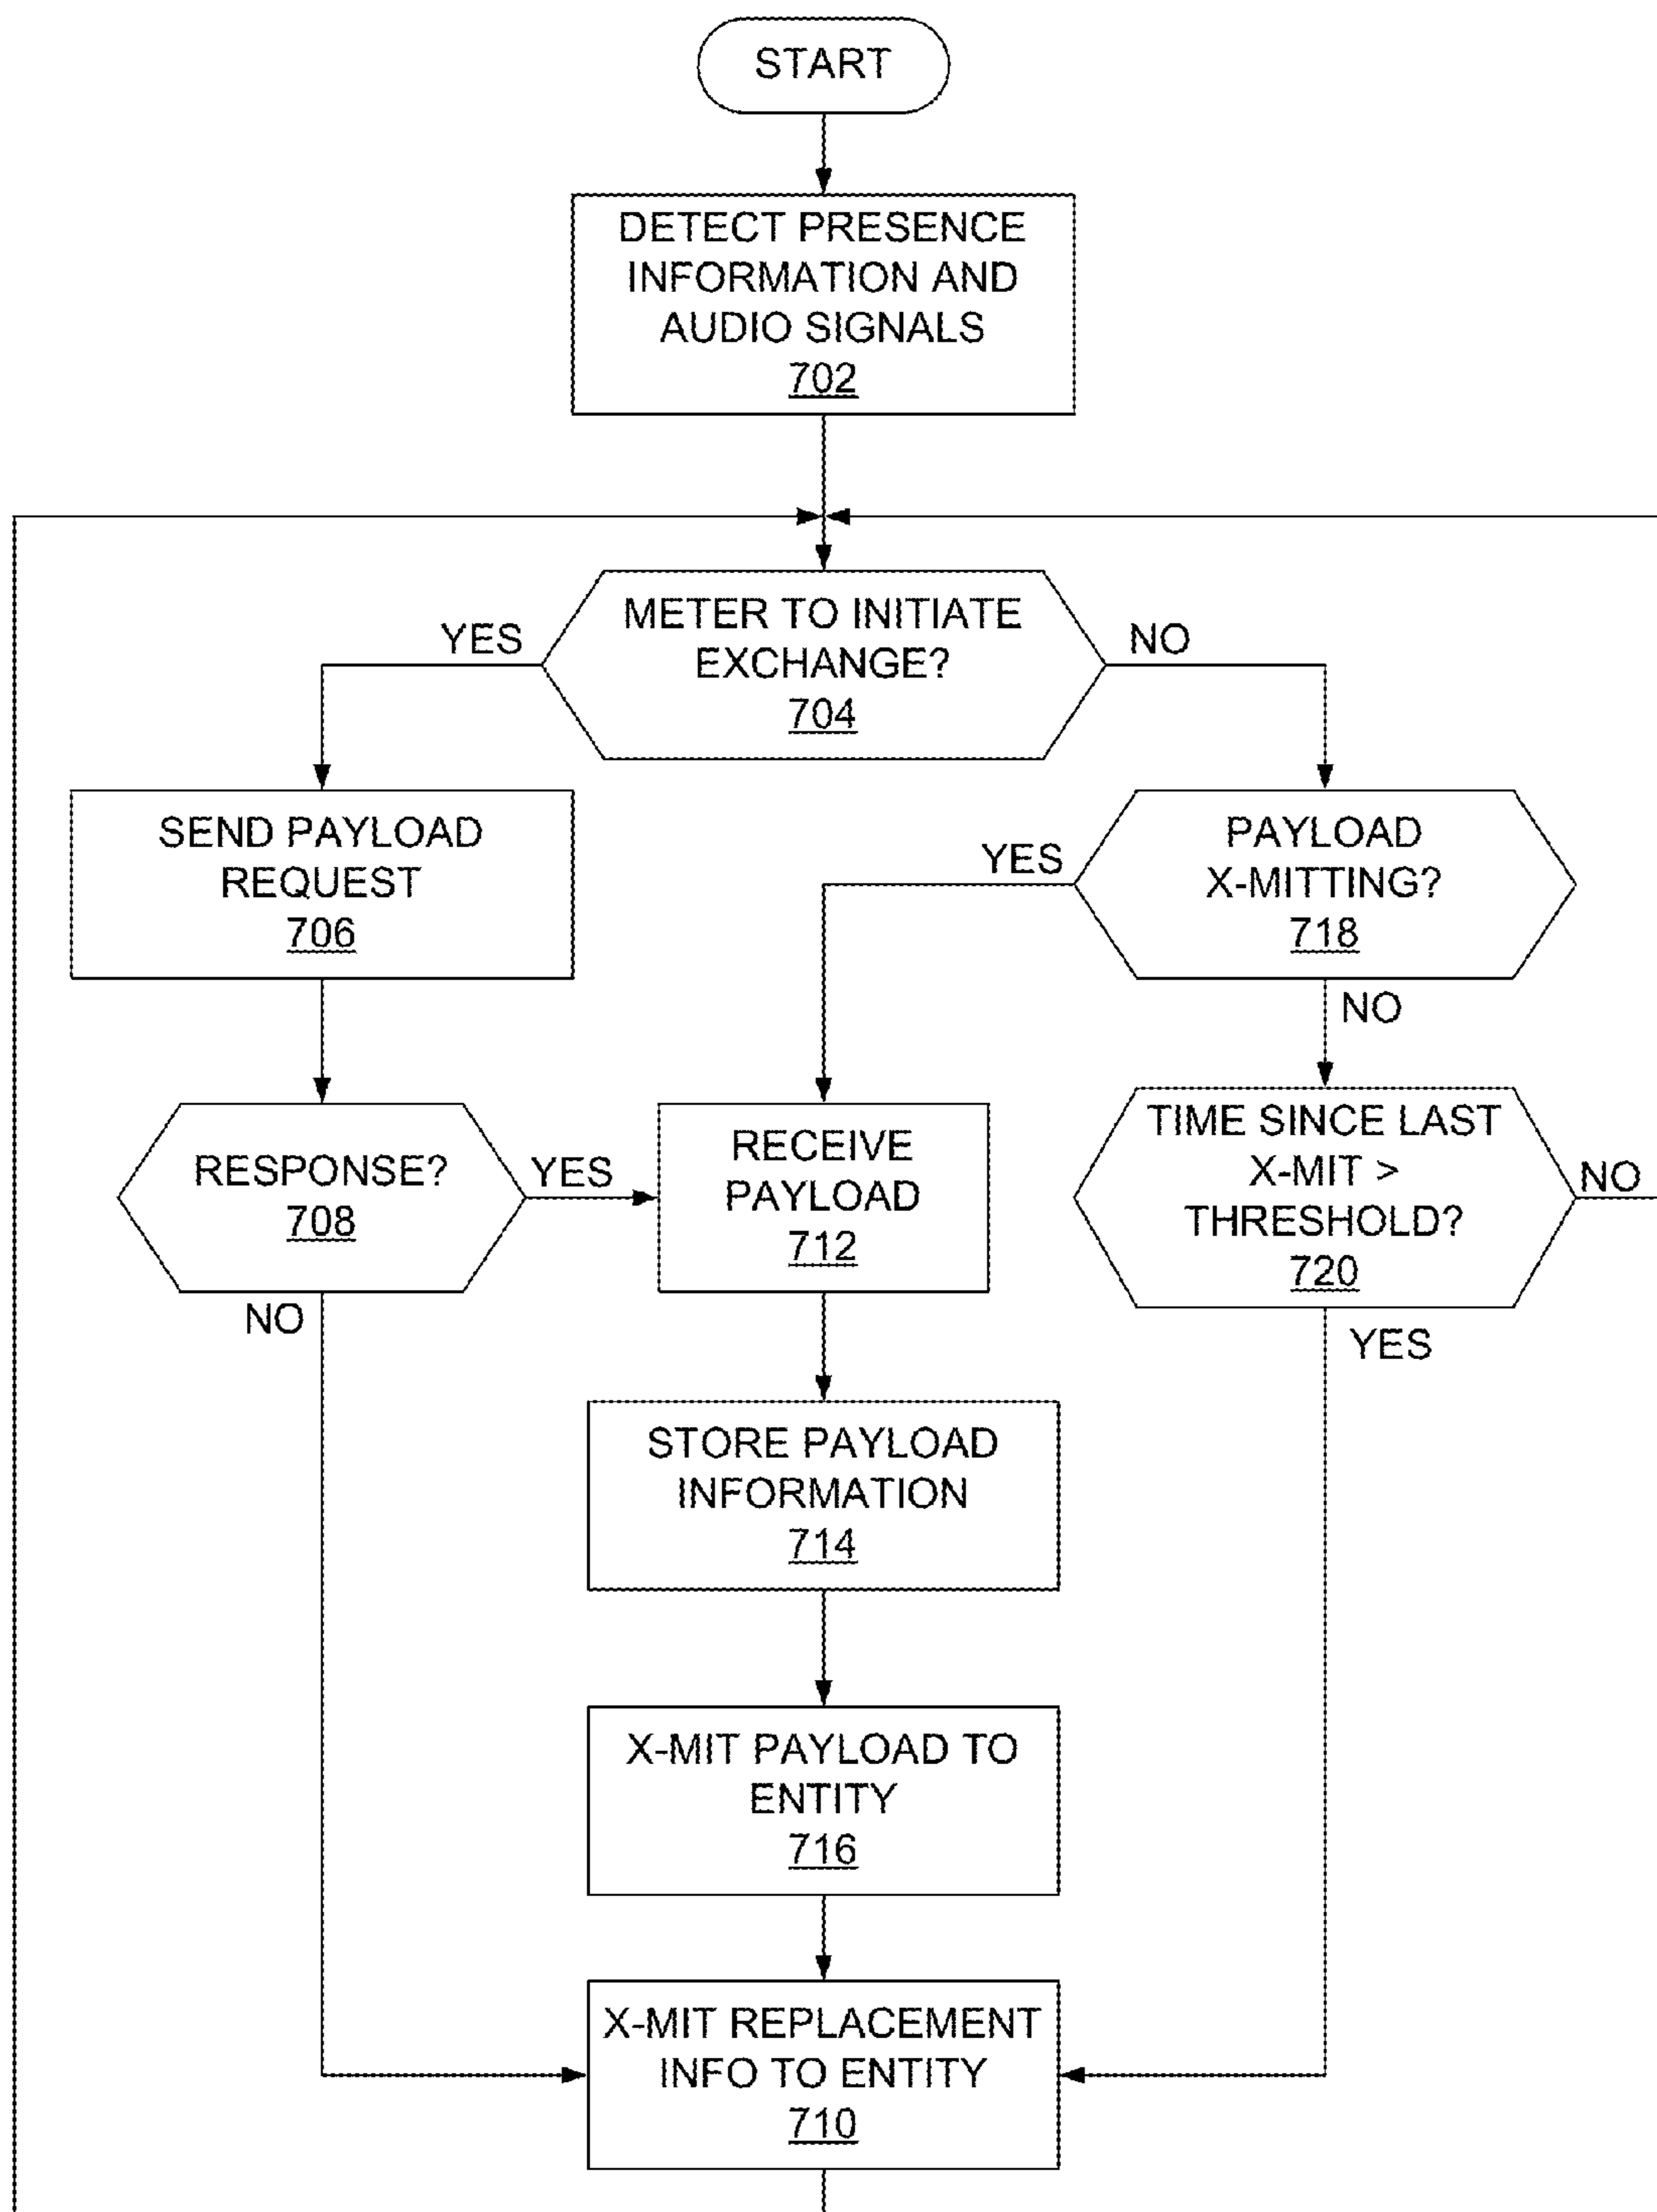 START
DETECT PRESENCE
INFORMATION AND
AUDIO SIGNALS
702
METER TO INITIATE
EXCHANGE?
704
YES
NO
SEND PAYLOAD
REQUEST
706
PAYLOAD
X-MITTING?
718
YES
NO
RESPONSE?
708
YES
NO
RECEIVE
PAYLOAD
712
TIME SINCE LAST
X-MIT >
THRESHOLD?
720
NO
YES
STORE PAYLOAD
INFORMATION
714
X-MIT PAYLOAD TO
ENTITY
716
X-MIT REPLACEMENT
INFO TO ENTITY
710